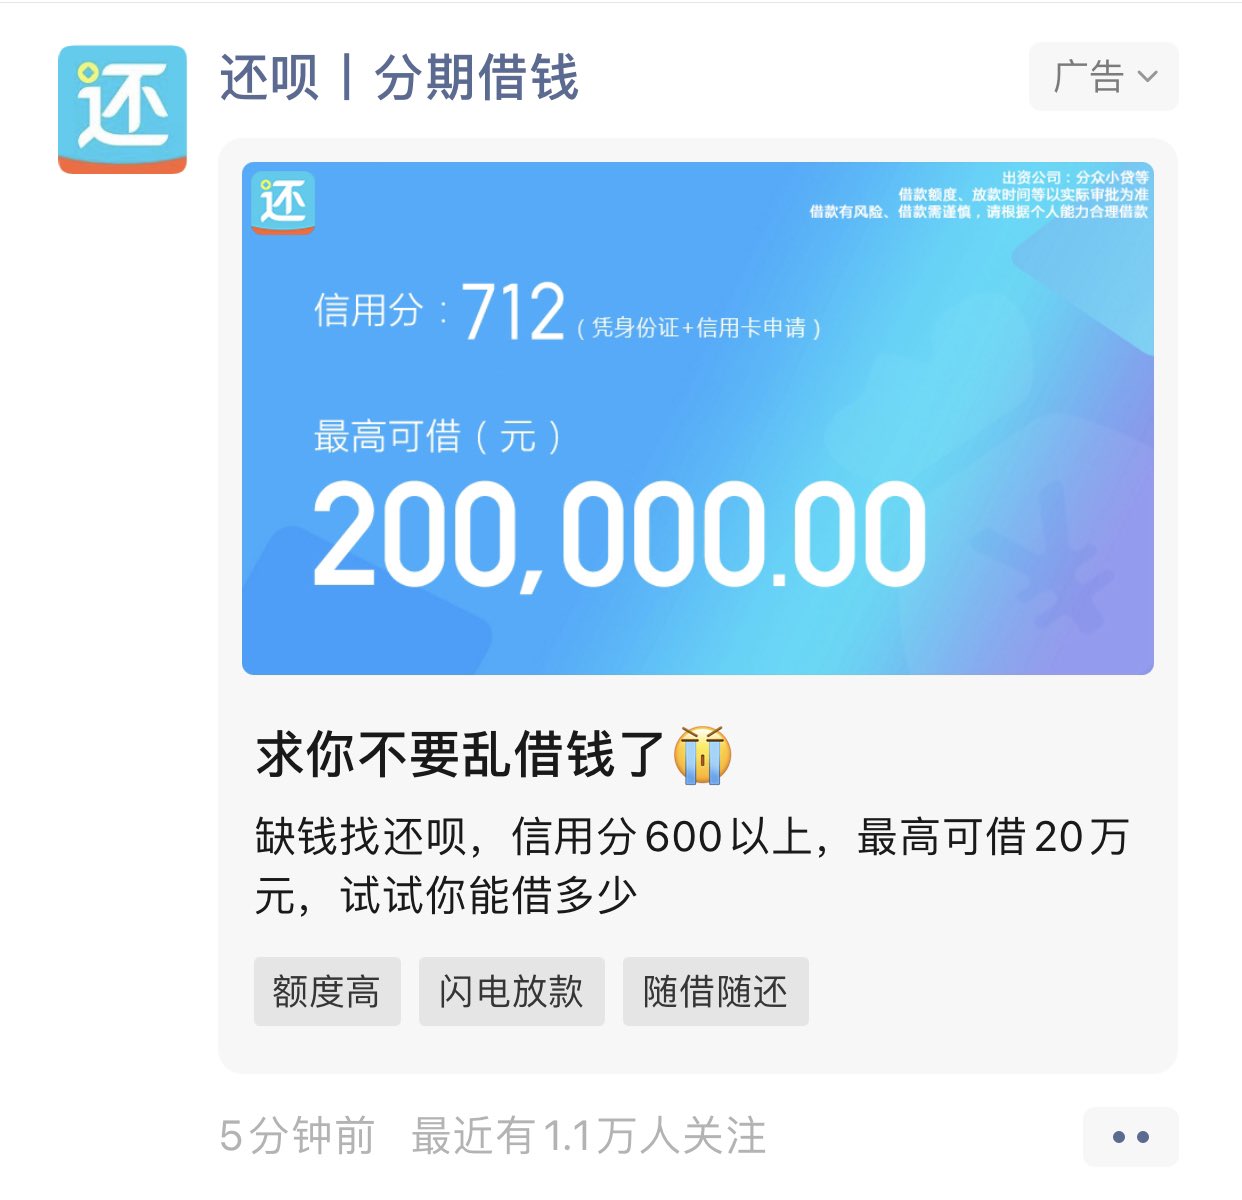 还
还呗丨分期借钱
广告
还
出资公司：分众小贷等
借款额度、放款时间等以实际审批为准
借款有风险、借款需谨慎，请根据个人能力合理借款
信用分：712（凭身份证+信用卡申请）
最高可借（元）
200,000.00
求你不要乱借钱了😭
缺钱找还呗，信用分600以上，最高可借20万
元，试试你能借多少
额度高 闪电放款 随借随还
5分钟前 最近有1.1万人关注